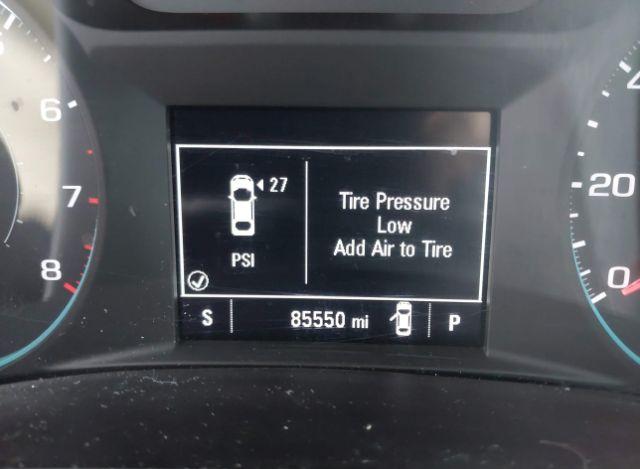 6
7
8
27
PSI
Tire Pressure
Low
Add Air to Tire
S
85550 mi
P
20
0